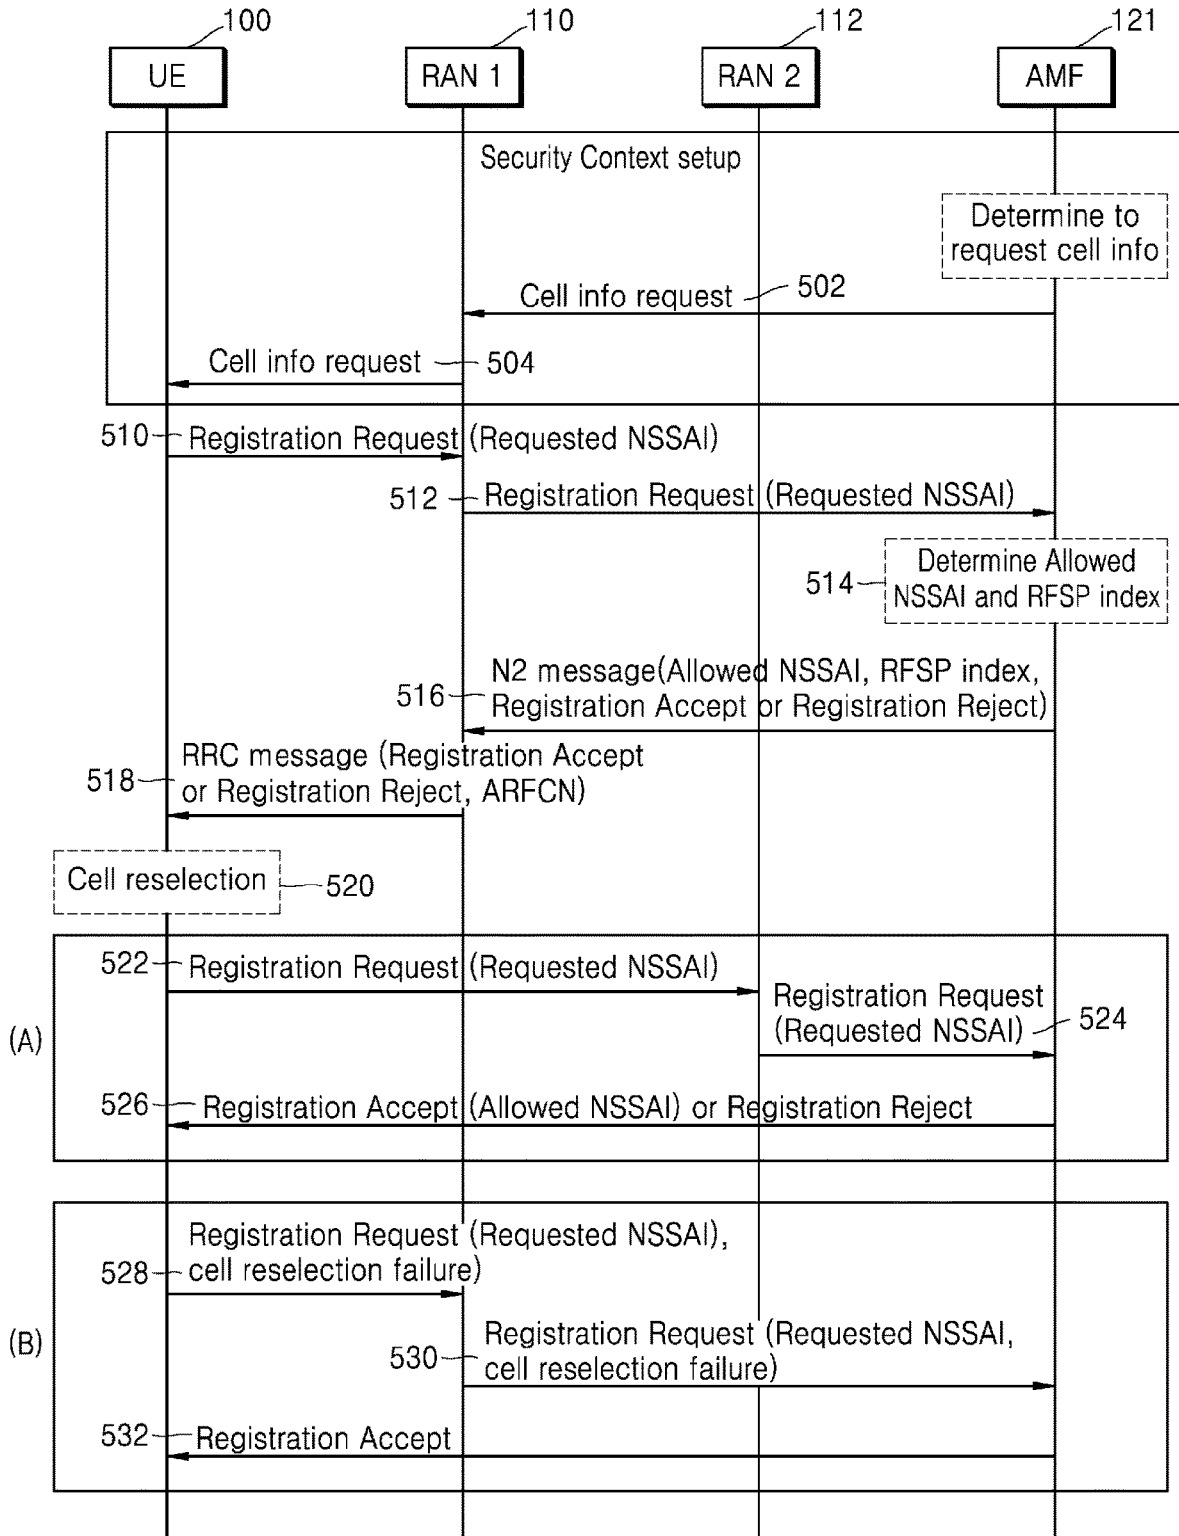 100
110
112
121
UE
RAN 1
RAN 2
AMF
Security Context setup
Determine to
request cell info
Cell info request
502
Cell info request
504
510
Registration Request (Requested NSSAI)
512
Registration Request (Requested NSSAI)
514
Determine Allowed
NSSAI and RFSP index
516
N2 message(Allowed NSSAI, RFSP index,
Registration Accept or Registration Reject)
518
RRC message (Registration Accept
or Registration Reject, ARFCN)
Cell reselection
520
(A)
522
Registration Request (Requested NSSAI)
Registration Request
(Requested NSSAI)
524
526
Registration Accept (Allowed NSSAI) or Registration Reject
(B)
528
Registration Request (Requested NSSAI),
cell reselection failure)
530
Registration Request (Requested NSSAI,
cell reselection failure)
532
Registration Accept